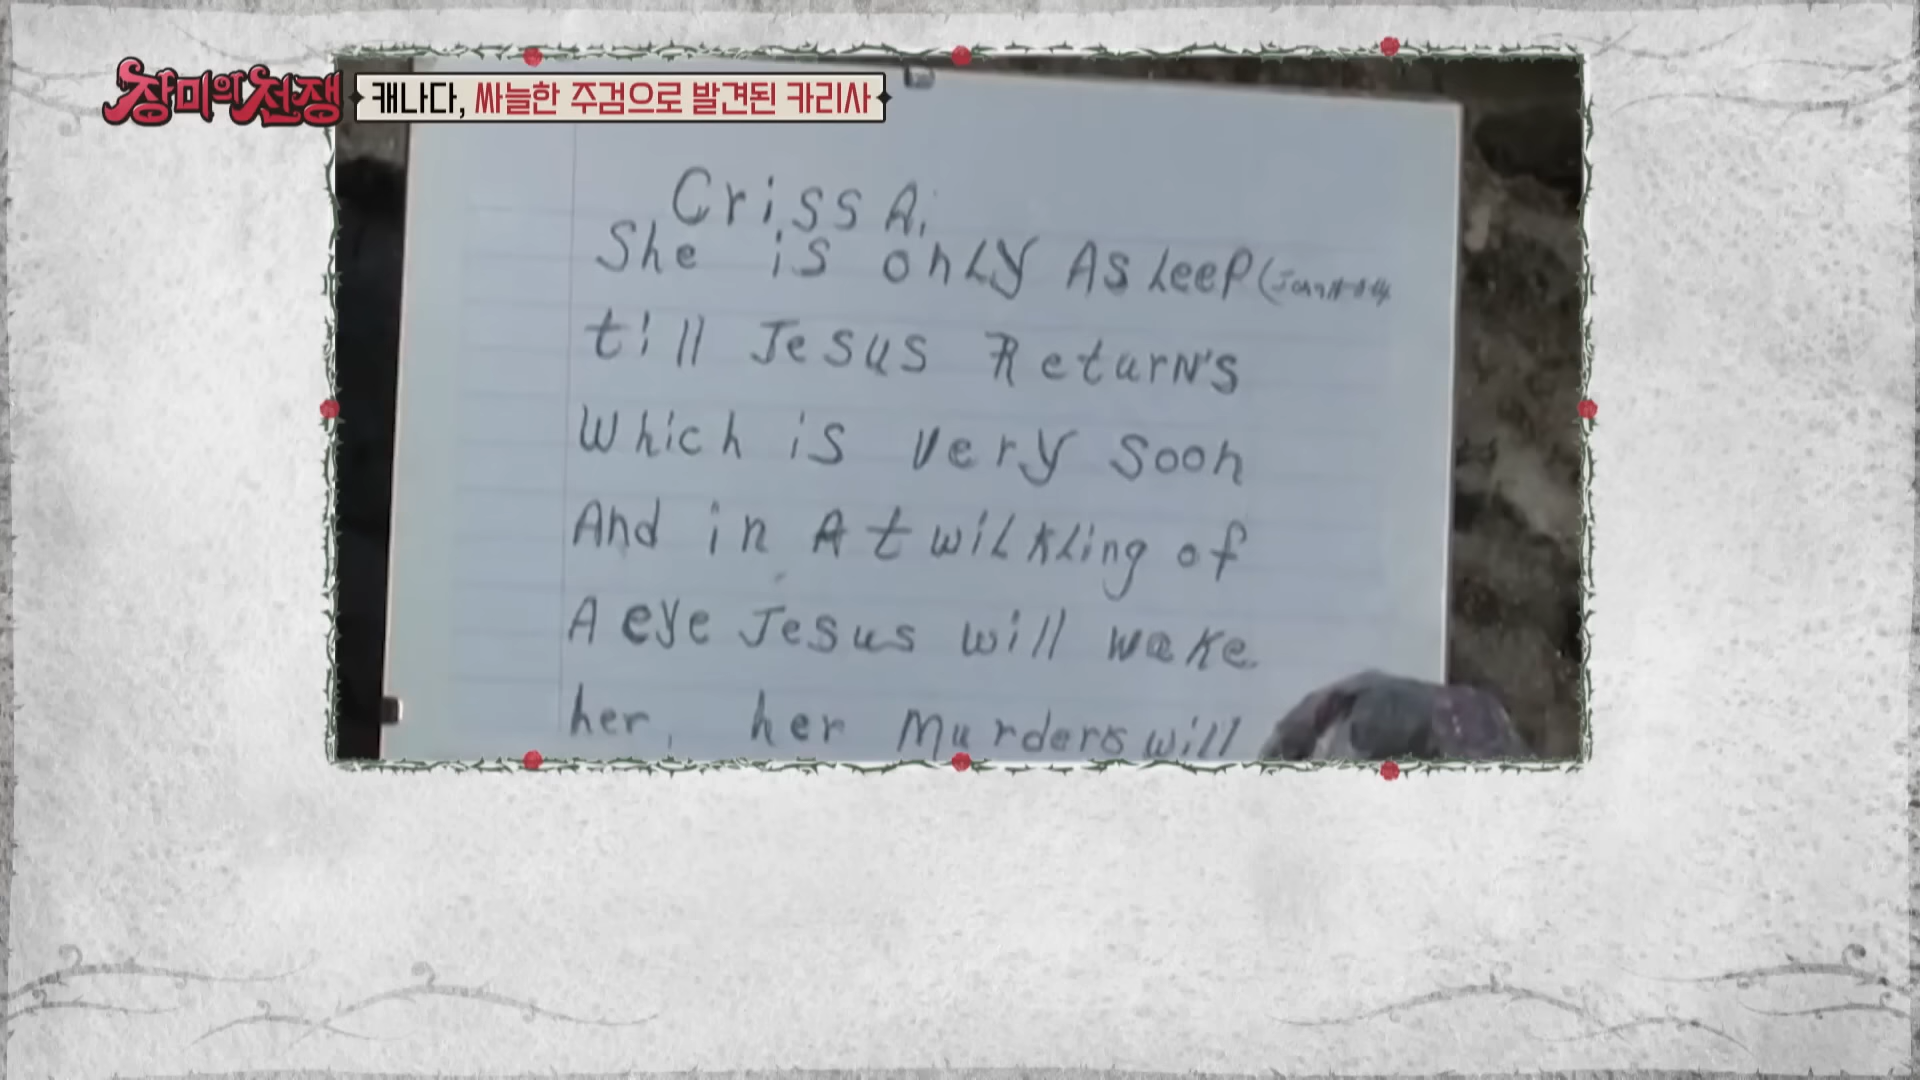 장미의 전쟁
캐나다, 싸늘한 주검으로 발견된 카리사
CrissA.
She is only AsLeep
till Jesus Return's
Which is very soon
And in A twilkling of
A eye Jesus will wake
her. her Murders will